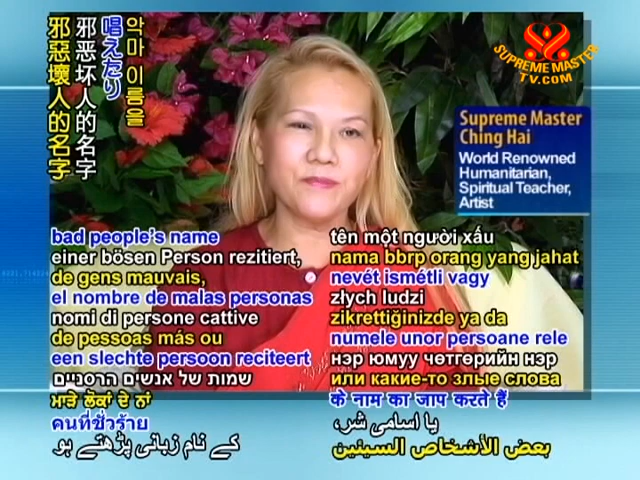 SUPREME MASTER
TV.COM
악마 이름을
唱えたり
邪恶坏人的名字
邪惡壞人的名字
Supreme Master
Ching Hai
World Renowned
Humanitarian,
Spiritual Teacher,
Artist
bad people's name
einer bösen Person rezitiert,
de gens mauvais,
el nombre de malas personas
nomi di persone cattive
de pessoas más ou
een slechte persoon reciteert
שמות של אנשים הרסניים
ਮਾੜੇ ਲੋਕਾਂ ਦੇ ਨਾਂ
คนที่ชั่วร้าย
کے نام زبانی پڑھتے ہو
tên một người xấu
nama bbrp orang yang jahat
nevét ismétli vagy
złych ludzi
zikrettiğinizde ya da
numele unor persoane rele
нэр юмуу чөтгөрийн нэр
или какие-то злые слова
के नाम का जाप करते हैं
یا اسامی شر،
بعض الأشخاص السيئين